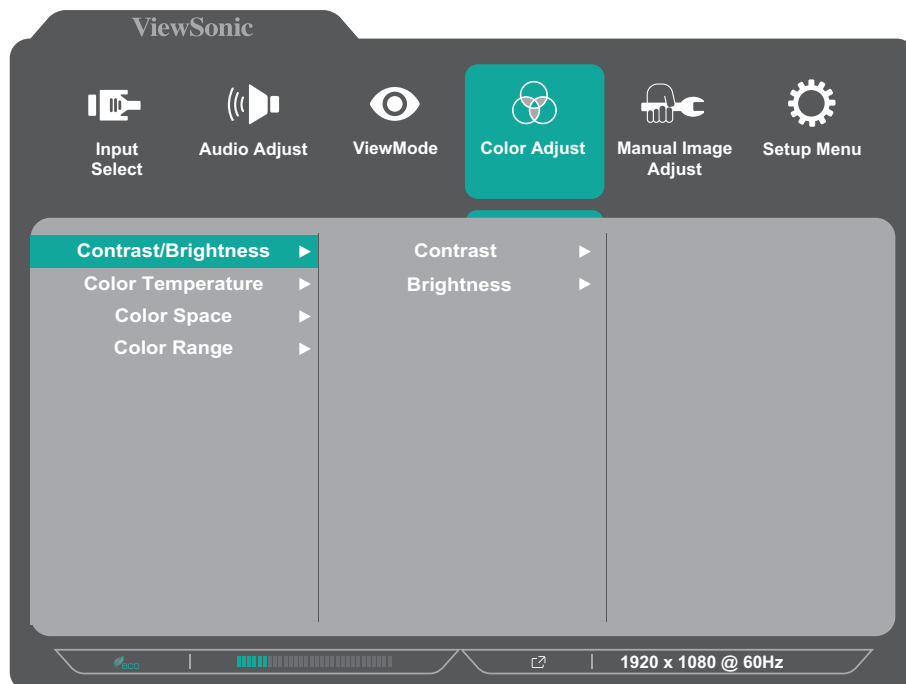 ViewSonic
Input Select
Audio Adjust
ViewMode
Color Adjust
Manual Image Adjust
Setup Menu
Contrast/Brightness
Contrast
Color Temperature
Brightness
Color Space
Color Range
eco
1920 x 1080 @ 60Hz